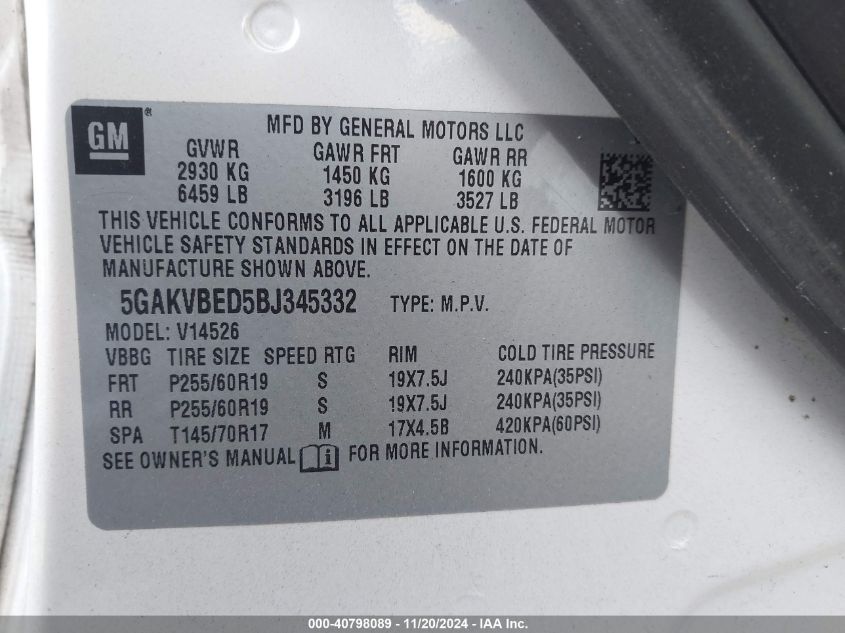 GM ®
MFD BY GENERAL MOTORS LLC
GVWR GAWR FRT GAWR RR
2930 KG 1450 KG 1600 KG
6459 LB 3196 LB 3527 LB
THIS VEHICLE CONFORMS TO ALL APPLICABLE U.S. FEDERAL MOTOR
VEHICLE SAFETY STANDARDS IN EFFECT ON THE DATE OF
MANUFACTURE SHOWN ABOVE.
5GAKVBED5BJ345332 TYPE: M.P.V.
MODEL: V14526
VBBG TIRE SIZE SPEED RTG RIM COLD TIRE PRESSURE
FRT P255/60R19 S 19X7.5J 240KPA(35PSI)
RR P255/60R19 S 19X7.5J 240KPA(35PSI)
SPA T145/70R17 M 17X4.5B 420KPA(60PSI)
SEE OWNER'S MANUAL i FOR MORE INFORMATION.
000-40798089 - 11/20/2024 - IAA Inc.